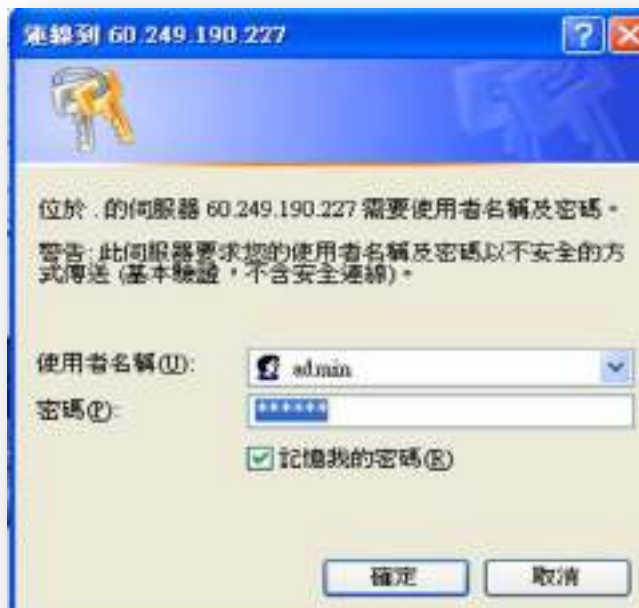 連線到 60.249.190.227
位於 . 的伺服器 60.249.190.227 需要使用者名稱及密碼。
警告: 此伺服器要求您的使用者名稱及密碼以不安全的方
式傳送 (基本驗證，不含安全連線)。
使用者名稱(U): admin
密碼(P): ******
記憶我的密碼(R)
確定 取消